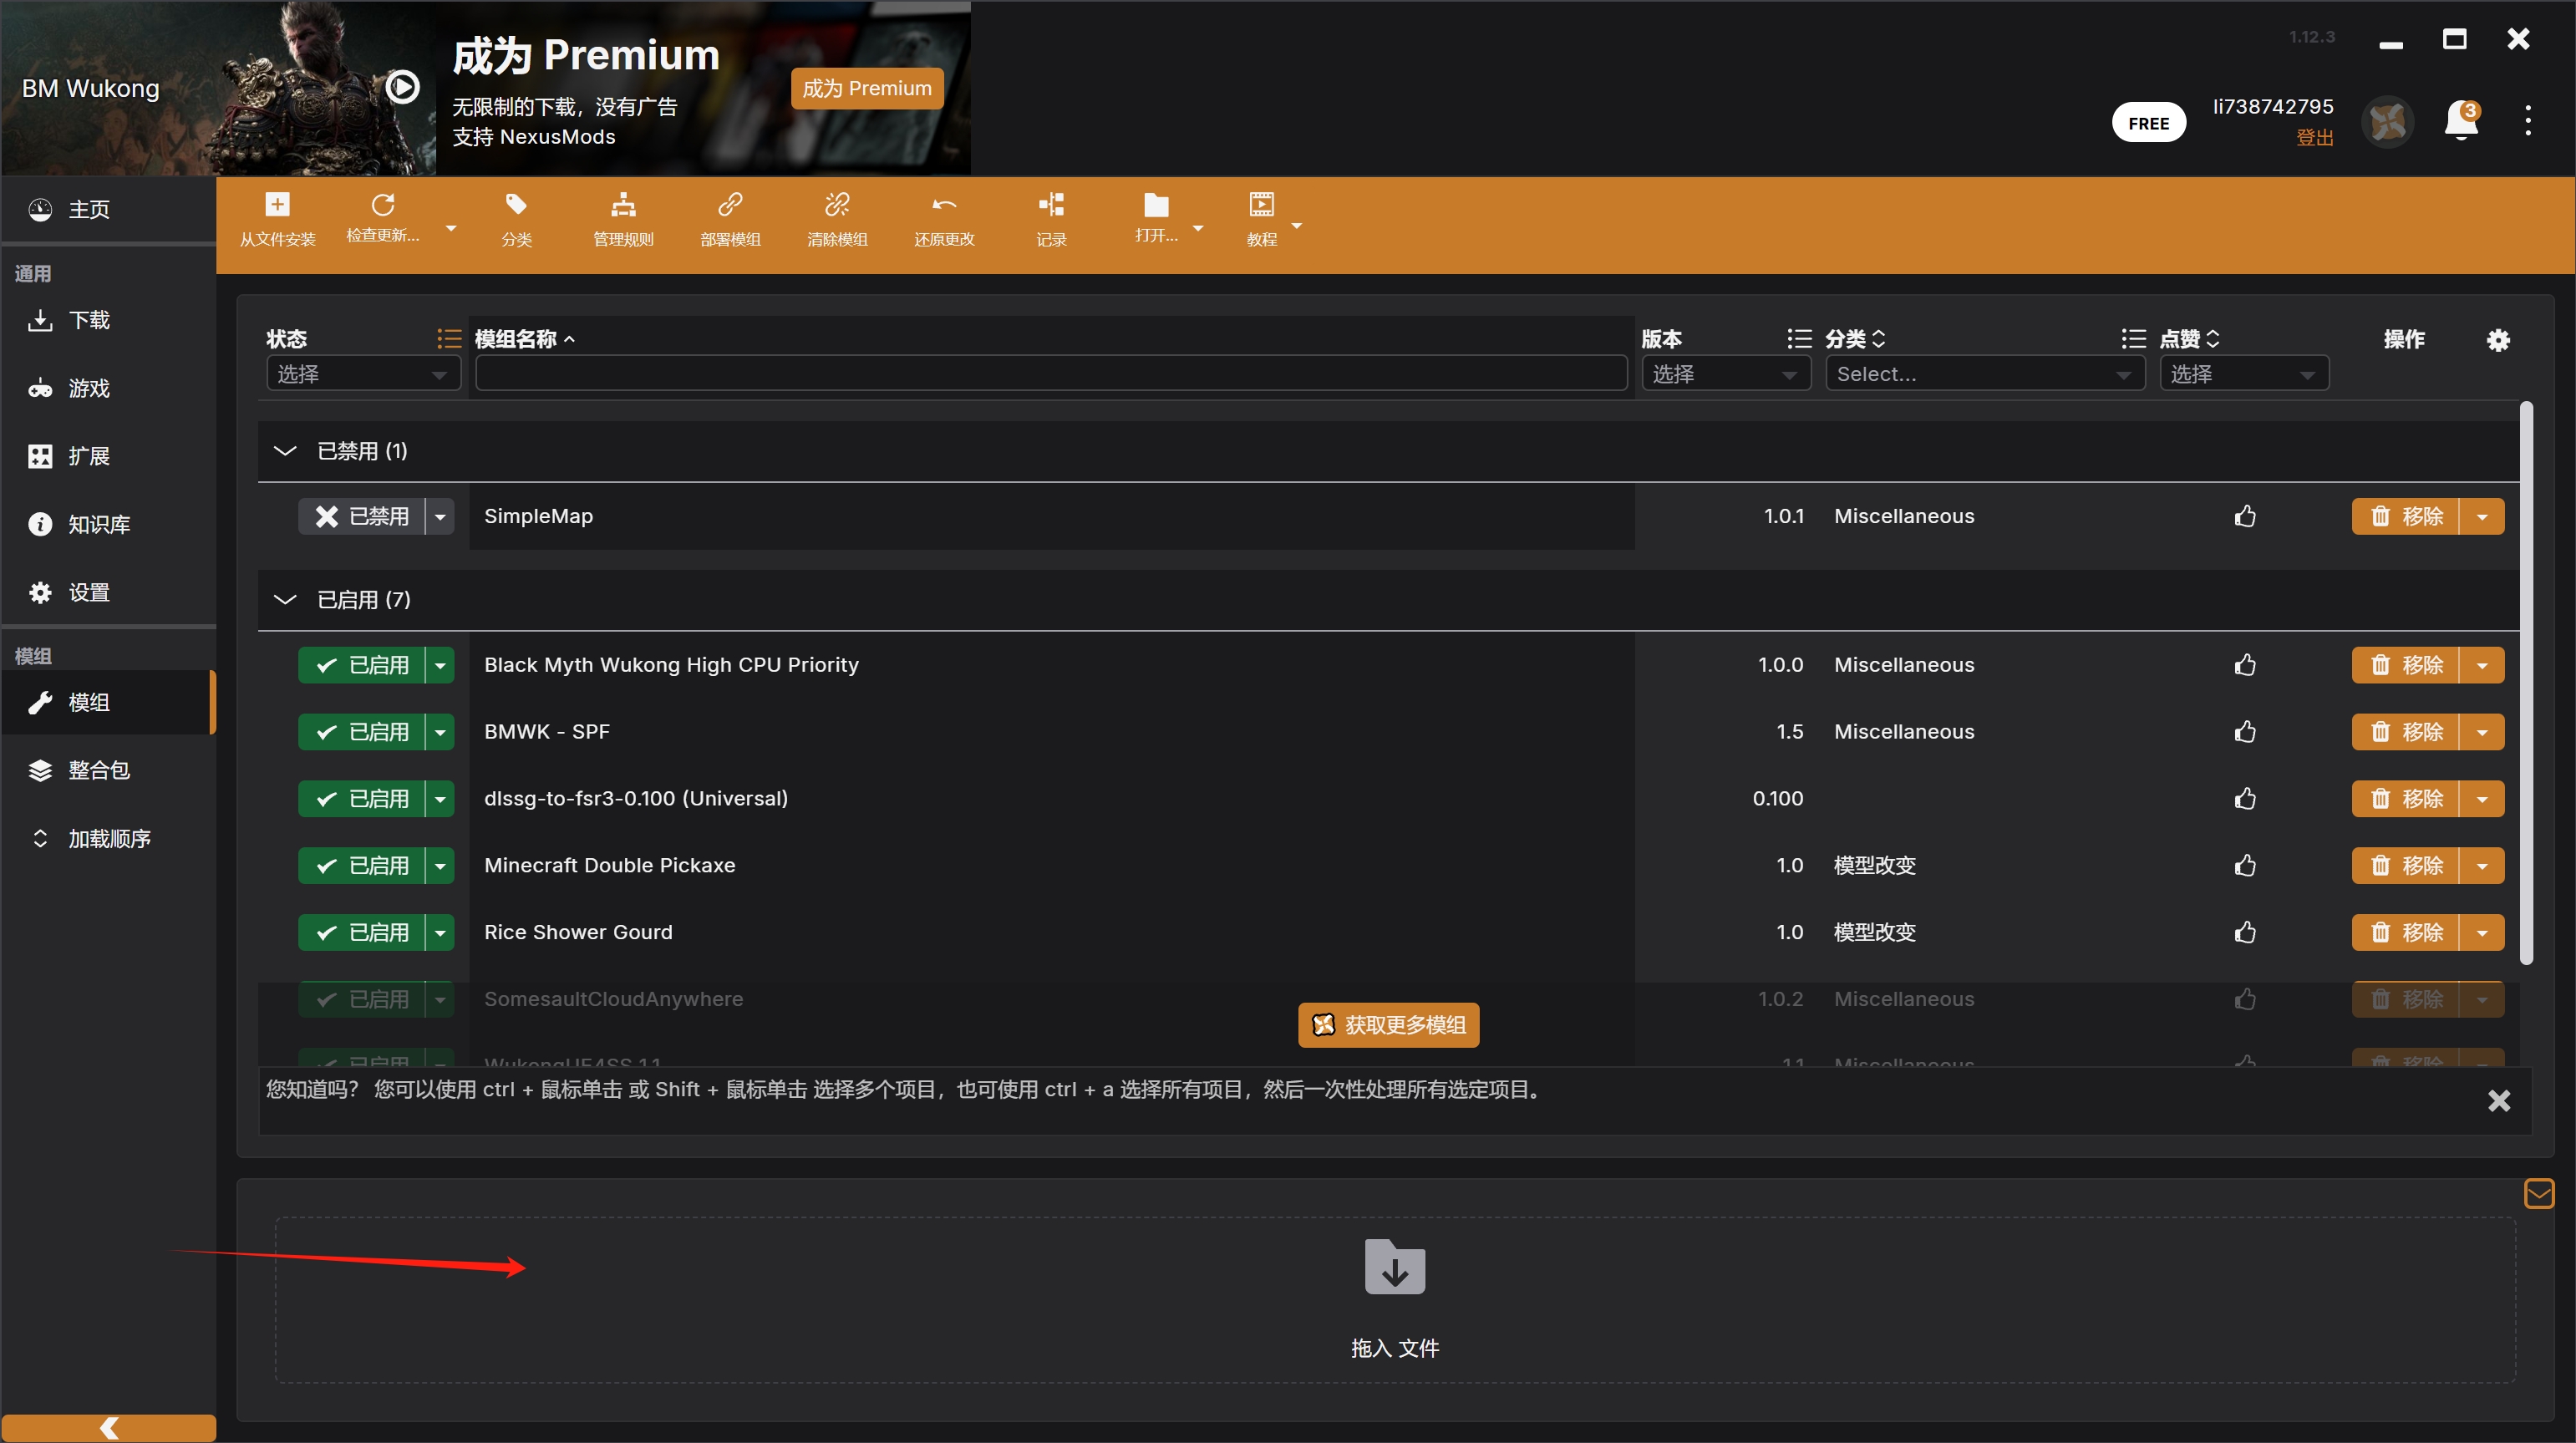 BM Wukong
成为 Premium
无限制的下载，没有广告
支持 NexusMods
成为 Premium
1.12.3
FREE
li738742795
登出
3
主页
从文件安装
检查更新...
分类
管理规则
部署模组
清除模组
还原更改
记录
打开...
教程
通用
下载
游戏
扩展
知识库
设置
模组
模组
整合包
加载顺序
状态
模组名称
版本
分类
点赞
操作
选择
选择
Select...
选择
已禁用 (1)
已禁用 SimpleMap 1.0.1 Miscellaneous 移除
已启用 (7)
已启用 Black Myth Wukong High CPU Priority 1.0.0 Miscellaneous 移除
已启用 BMWK - SPF 1.5 Miscellaneous 移除
已启用 dlssg-to-fsr3-0.100 (Universal) 0.100 移除
已启用 Minecraft Double Pickaxe 1.0 模型改变 移除
已启用 Rice Shower Gourd 1.0 模型改变 移除
已启用 SomesaultCloudAnywhere 1.0.2 Miscellaneous 移除
获取更多模组
已启用 WukongUE4SS 1.1 1.1 Miscellaneous 移除
您知道吗？ 您可以使用 ctrl + 鼠标单击 或 Shift + 鼠标单击 选择多个项目，也可使用 ctrl + a 选择所有项目，然后一次性处理所有选定项目。
拖入 文件